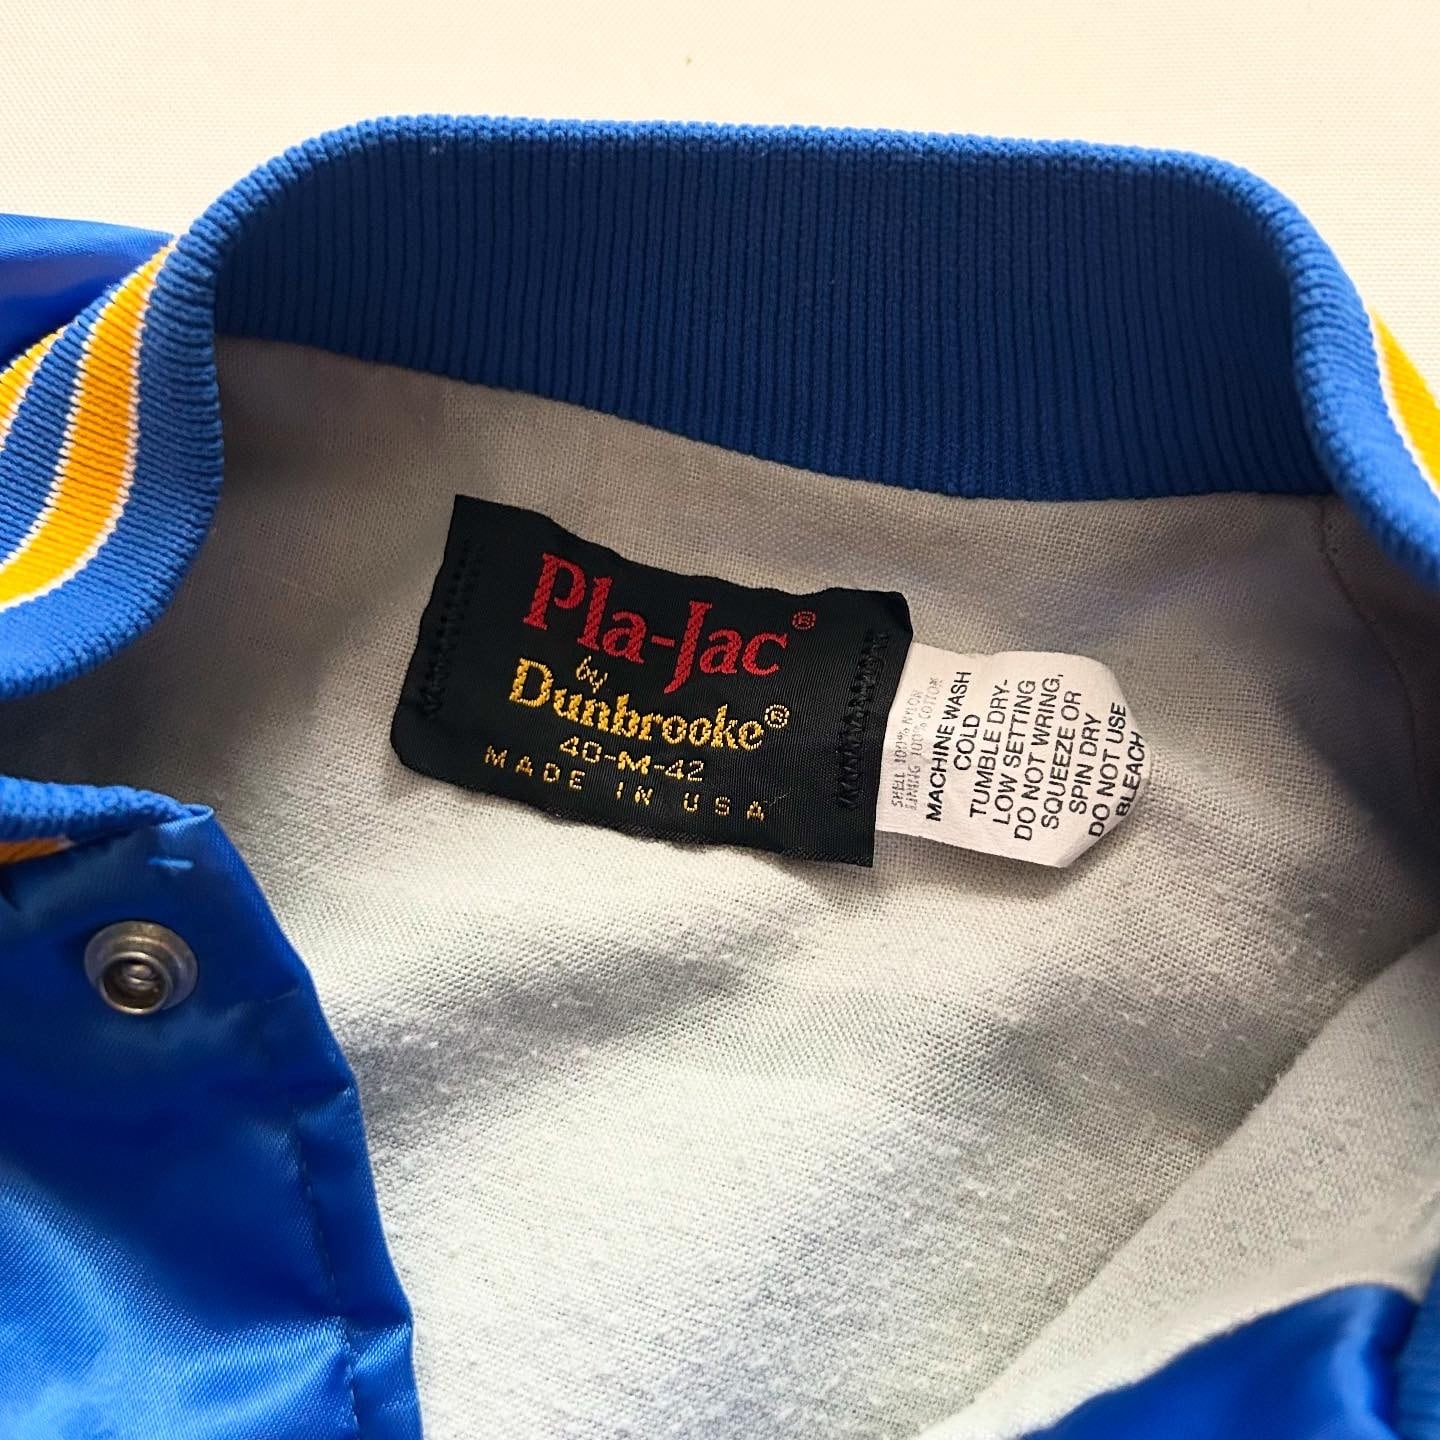 Pla-Jac®
by
Dunbrooke®
40-M-42
MADE IN USA
SHELL 100% NYLON
LINING 100% COTTON
MACHINE WASH
COLD
TUMBLE DRY-
LOW SETTING
DO NOT WRING,
SQUEEZE OR
SPIN DRY
DO NOT USE
BLEACH